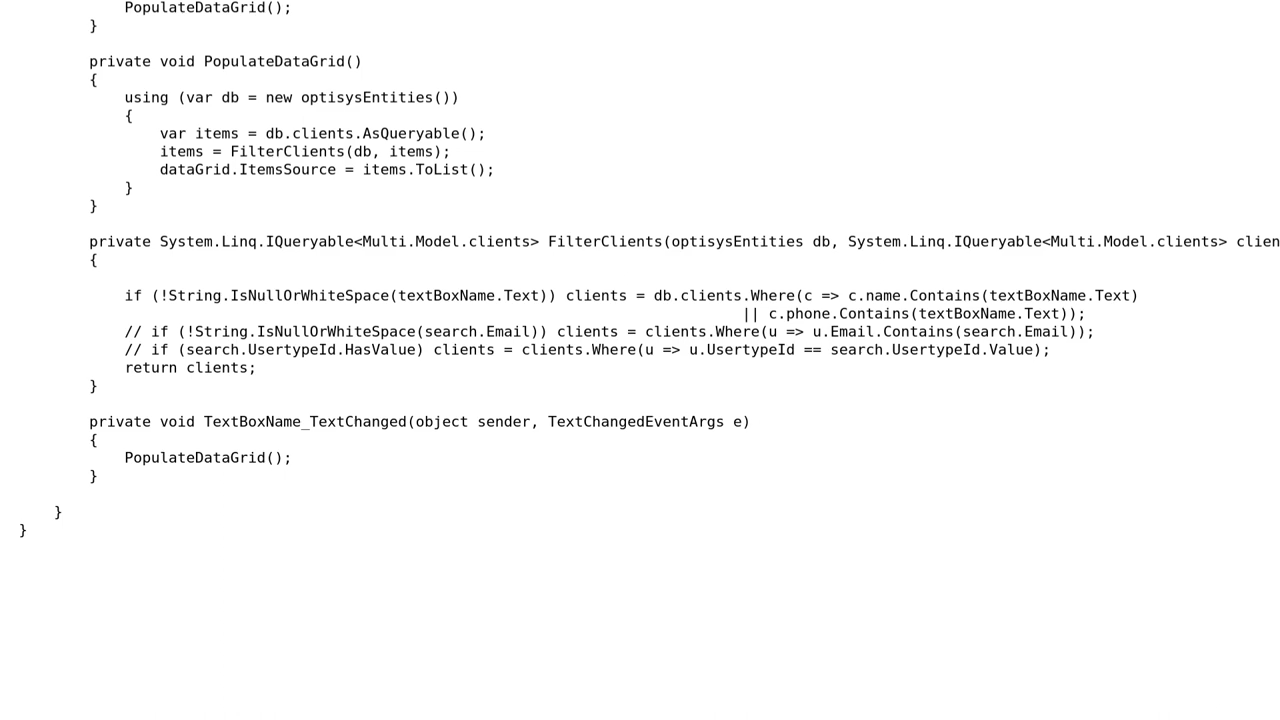 PopulateDataGrid();
}
private void PopulateDataGrid()
{
using (var db = new optisysEntities())
{
var items = db.clients.AsQueryable();
items = FilterClients(db, items);
dataGrid.ItemsSource = items.ToList();
}
}
private System.Linq.IQueryable<Multi.Model.clients> FilterClients(optisysEntities db, System.Linq.IQueryable<Multi.Model.clients> clien
{
if (!String.IsNullOrWhiteSpace(textBoxName.Text)) clients = db.clients.Where(c => c.name.Contains(textBoxName.Text)
|| c.phone.Contains(textBoxName.Text));
// if (!String.IsNullOrWhiteSpace(search.Email)) clients = clients.Where(u => u.Email.Contains(search.Email));
// if (search.UsertypeId.HasValue) clients = clients.Where(u => u.UsertypeId == search.UsertypeId.Value);
return clients;
}
private void TextBoxName_TextChanged(object sender, TextChangedEventArgs e)
{
PopulateDataGrid();
}
}
}